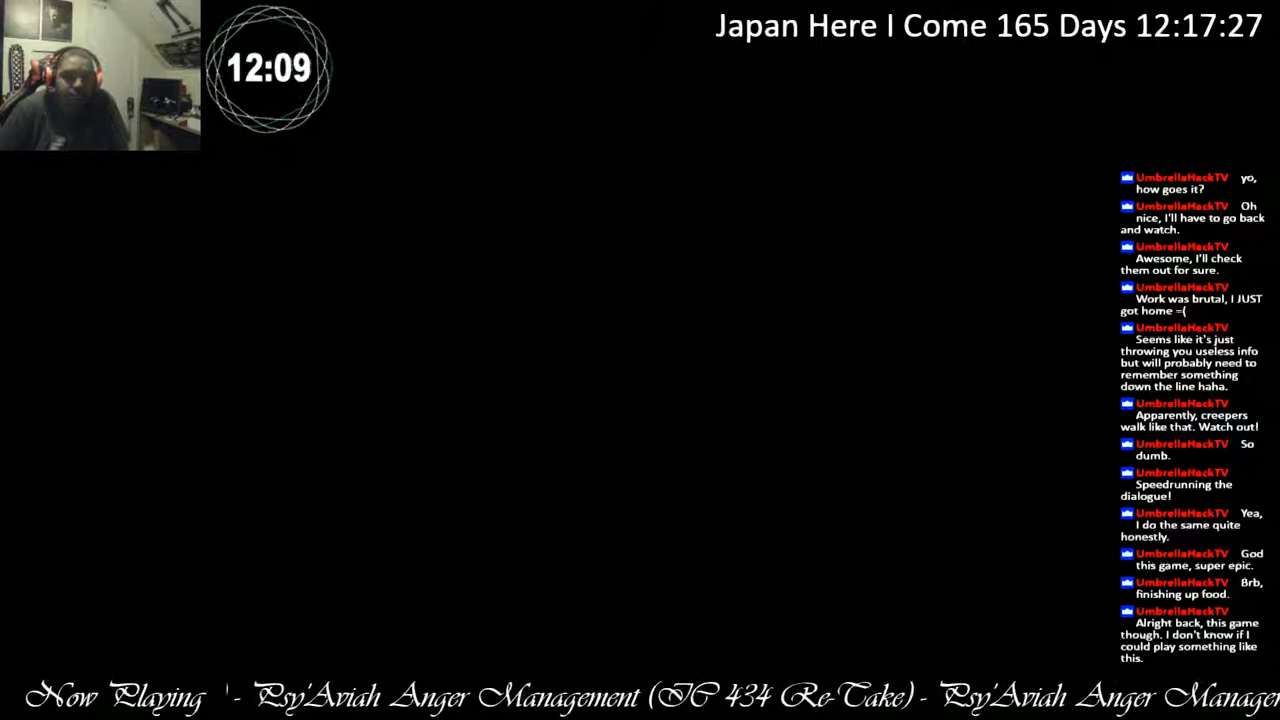 Japan Here I Come 165 Days 12:17:27
12:09
UmbrellaHackTV yo,
how goes it?
UmbrellaHackTV Oh
nice, I'll have to go back
and watch.
UmbrellaHackTV
Awesome, I'll check
them out for sure.
UmbrellaHackTV
Work was brutal, I JUST
got home =(
UmbrellaHackTV
Seems like it's just
throwing you useless info
but will probably need to
remember something
down the line haha.
UmbrellaHackTV
Apparently, creepers
walk like that. Watch out!
UmbrellaHackTV So
dumb.
UmbrellaHackTV
Speedrunning the
dialogue!
UmbrellaHackTV Yea,
I do the same quite
honestly.
UmbrellaHackTV God
this game, super epic.
UmbrellaHackTV Brb,
finishing up food.
UmbrellaHackTV
Alright back, this game
though. I don't know if I
could play something like
this.
Now Playing ' - Psy'Aviah Anger Management (IC 434 Re-Take) - Psy'Aviah Anger Manager